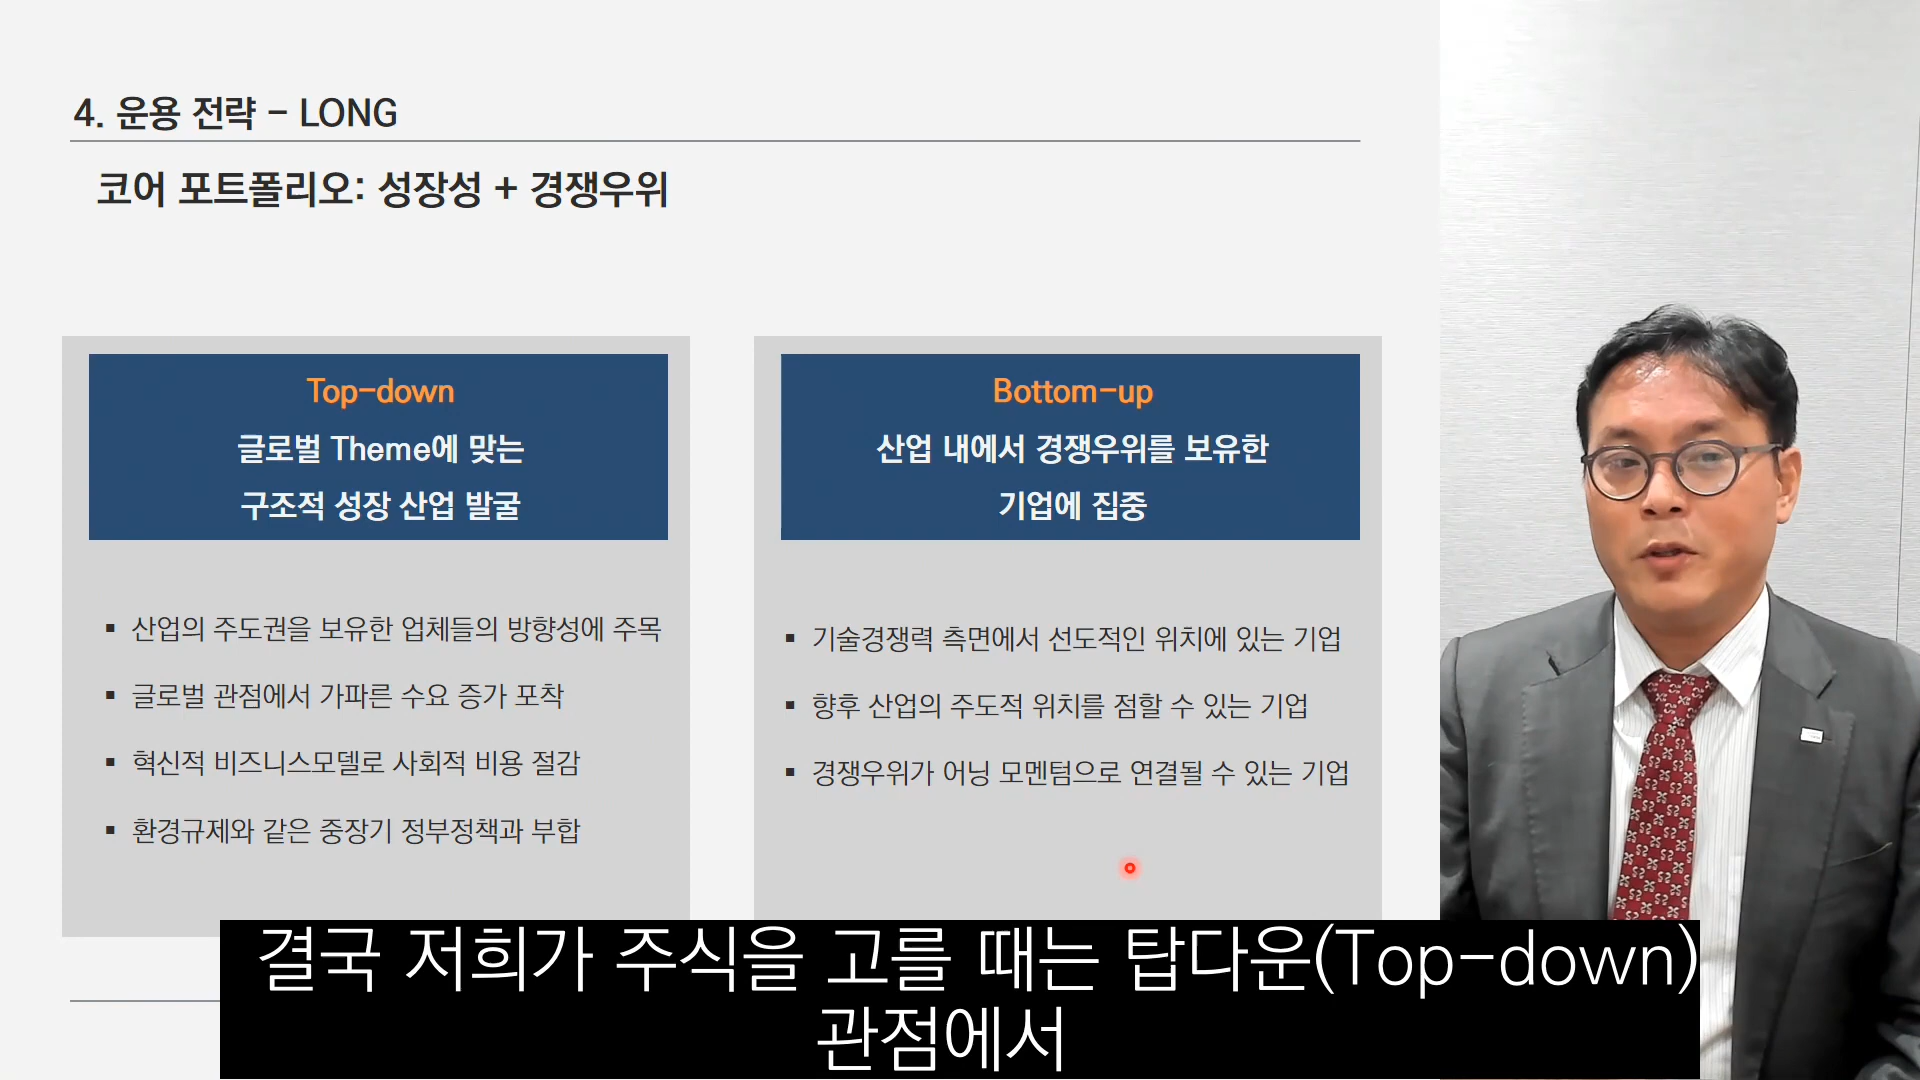 4. 운용 전략 - LONG
코어 포트폴리오: 성장성 + 경쟁우위
Top-down
글로벌 Theme에 맞는
구조적 성장 산업 발굴
▪ 산업의 주도권을 보유한 업체들의 방향성에 주목
▪ 글로벌 관점에서 가파른 수요 증가 포착
▪ 혁신적 비즈니스모델로 사회적 비용 절감
▪ 환경규제와 같은 중장기 정부정책과 부합
Bottom-up
산업 내에서 경쟁우위를 보유한
기업에 집중
▪ 기술경쟁력 측면에서 선도적인 위치에 있는 기업
▪ 향후 산업의 주도적 위치를 점할 수 있는 기업
▪ 경쟁우위가 어닝 모멘텀으로 연결될 수 있는 기업
결국 저희가 주식을 고를 때는 탑다운(Top-down)
관점에서